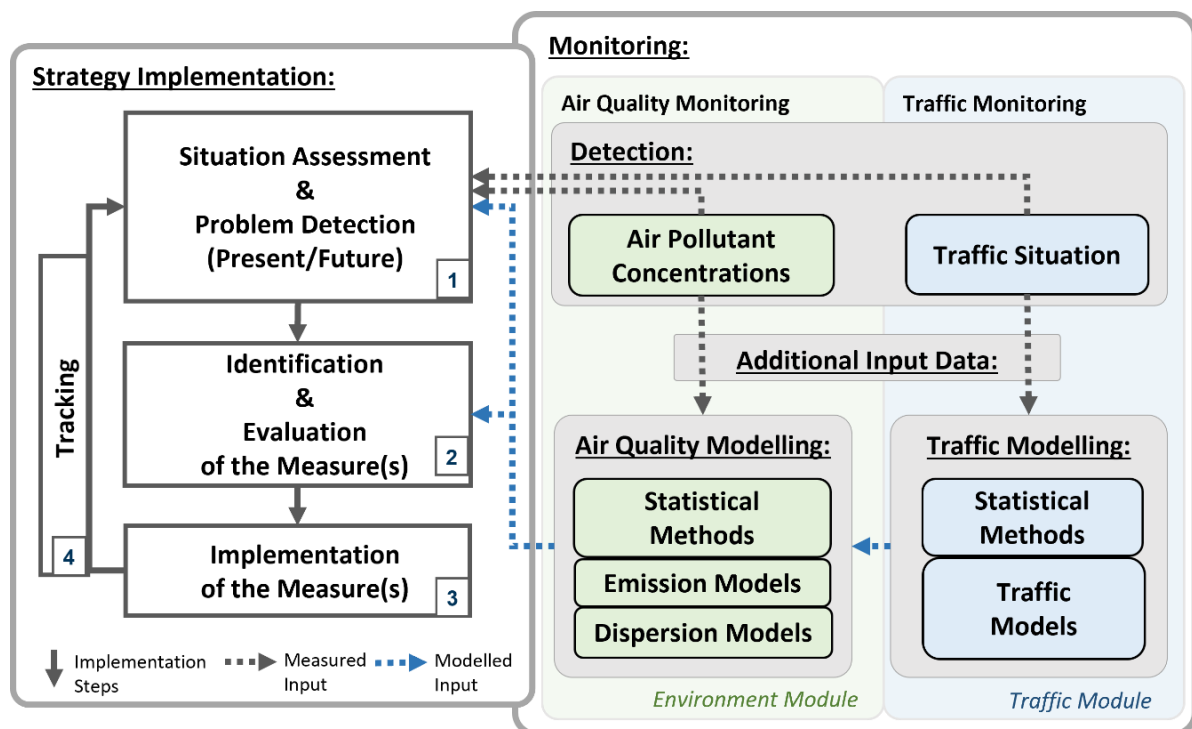 Strategy Implementation:
Situation Assessment
&
Problem Detection
(Present/Future)
1
Identification
&
Evaluation
of the Measure(s)
2
Implementation
of the Measure(s)
3
Tracking
4
Implementation
Steps
Measured
Input
Modelled
Input
Monitoring:
Air Quality Monitoring
Traffic Monitoring
Detection:
Air Pollutant
Concentrations
Traffic Situation
Additional Input Data:
Air Quality Modelling:
Statistical
Methods
Emission Models
Dispersion Models
Traffic Modelling:
Statistical
Methods
Traffic
Models
Environment Module
Traffic Module